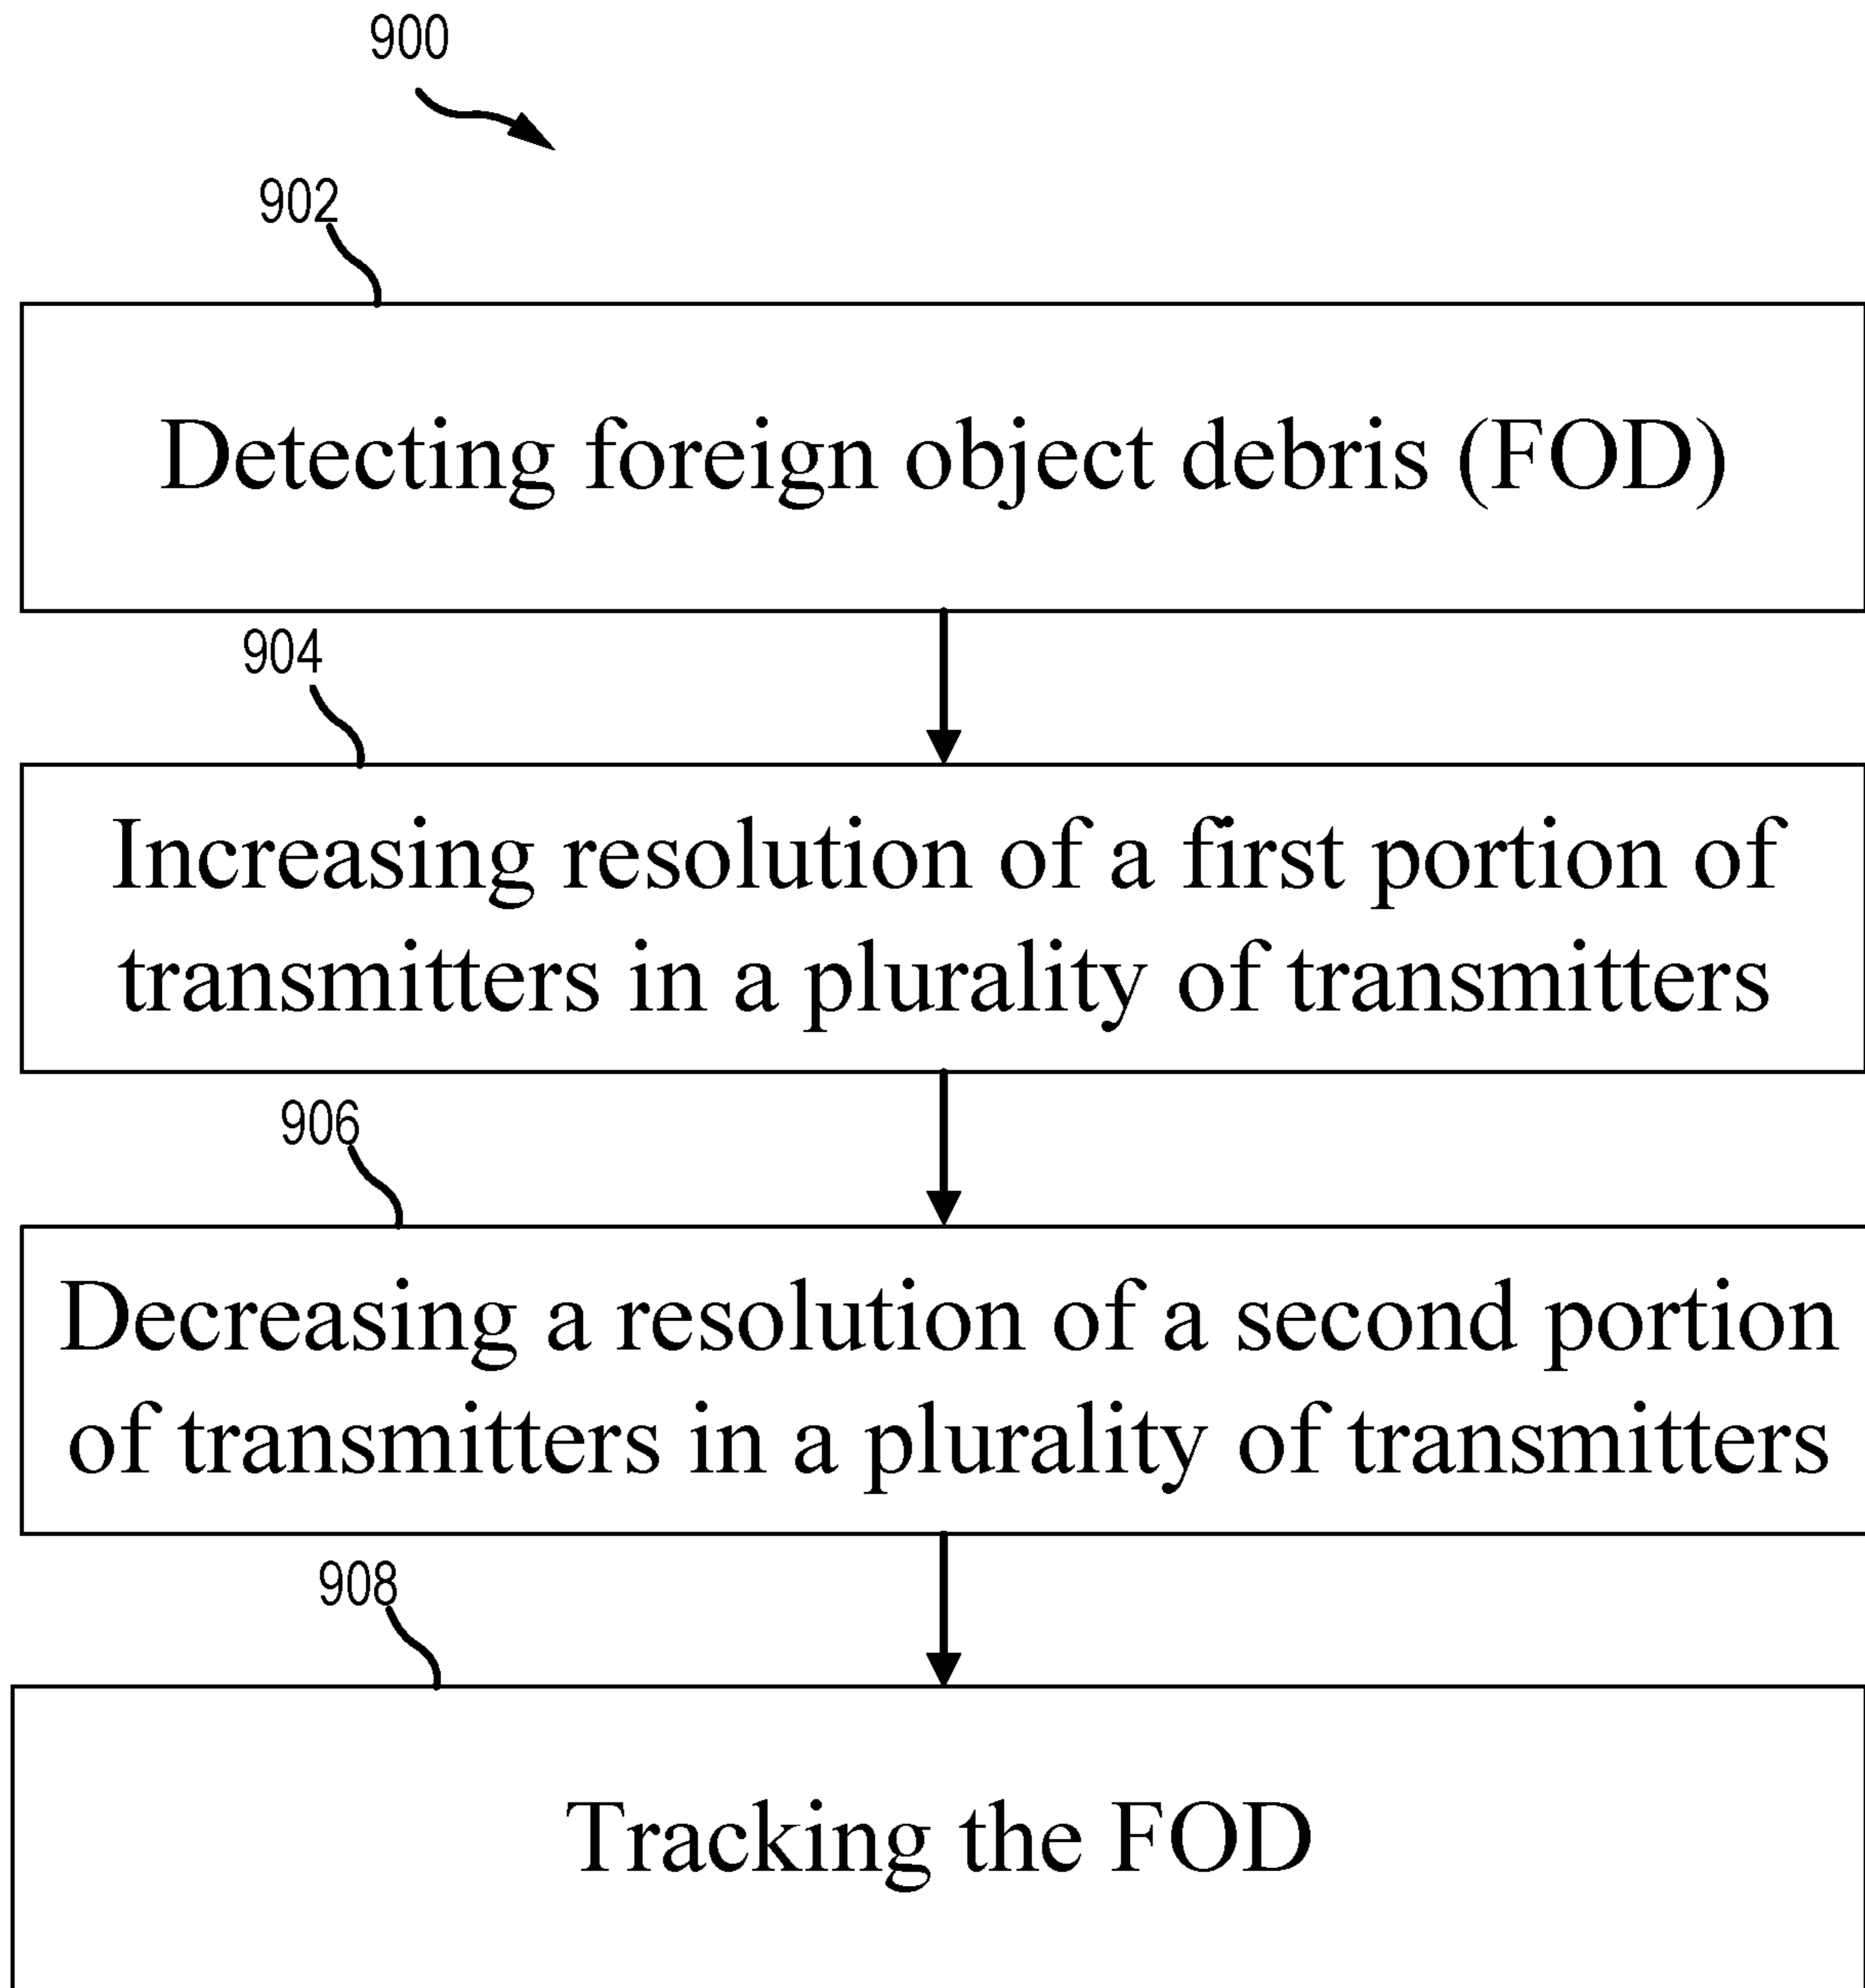 900
902
Detecting foreign object debris (FOD)
904
Increasing resolution of a first portion of
transmitters in a plurality of transmitters
906
Decreasing a resolution of a second portion
of transmitters in a plurality of transmitters
908
Tracking the FOD